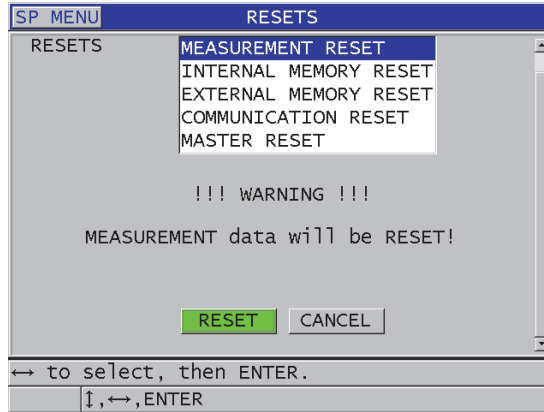 SP MENU RESETS
RESETS MEASUREMENT RESET
INTERNAL MEMORY RESET
EXTERNAL MEMORY RESET
COMMUNICATION RESET
MASTER RESET
!!! WARNING !!!
MEASUREMENT data will be RESET!
RESET CANCEL
↔ to select, then ENTER.
↕,↔,ENTER